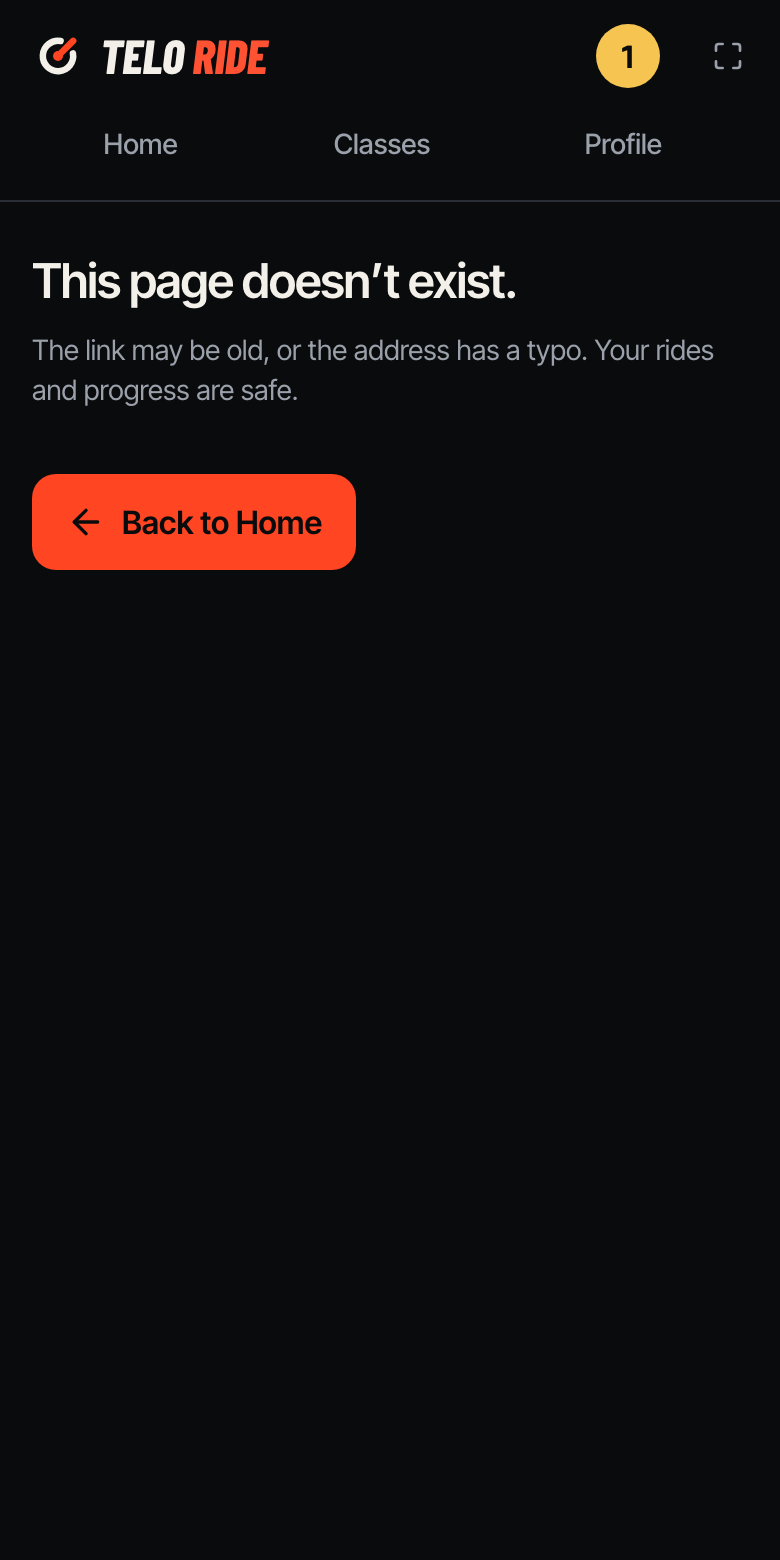 TELO RIDE
1
Home
Classes
Profile
This page doesn’t exist.
The link may be old, or the address has a typo. Your rides
and progress are safe.
Back to Home